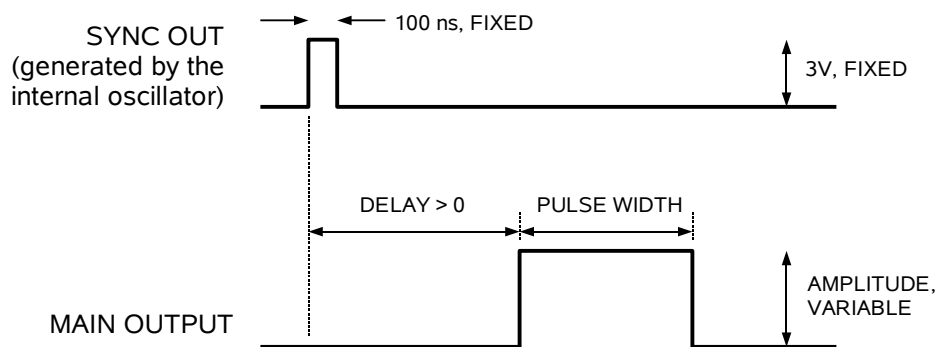 100 ns, FIXED
SYNC OUT
(generated by the
internal oscillator)
3V, FIXED
DELAY > 0
PULSE WIDTH
AMPLITUDE,
VARIABLE
MAIN OUTPUT